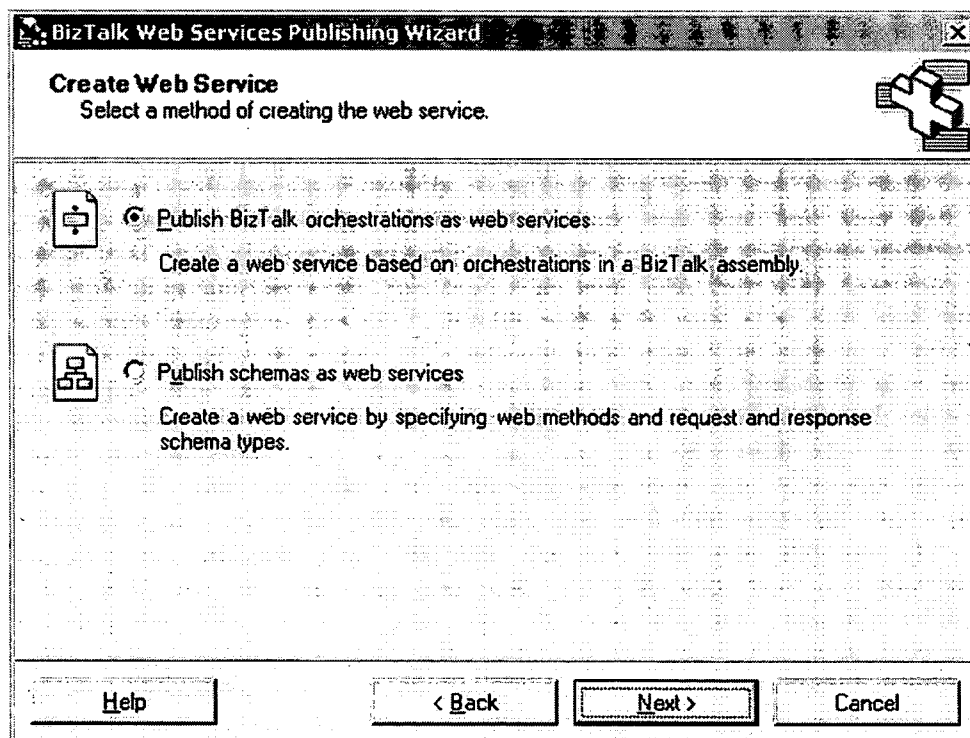 BizTalk Web Services Publishing Wizard
Create Web Service
Select a method of creating the web service.
Publish BizTalk orchestrations as web services
Create a web service based on orchestrations in a BizTalk assembly.
Publish schemas as web services
Create a web service by specifying web methods and request and response
schema types.
Help
< Back
Next >
Cancel